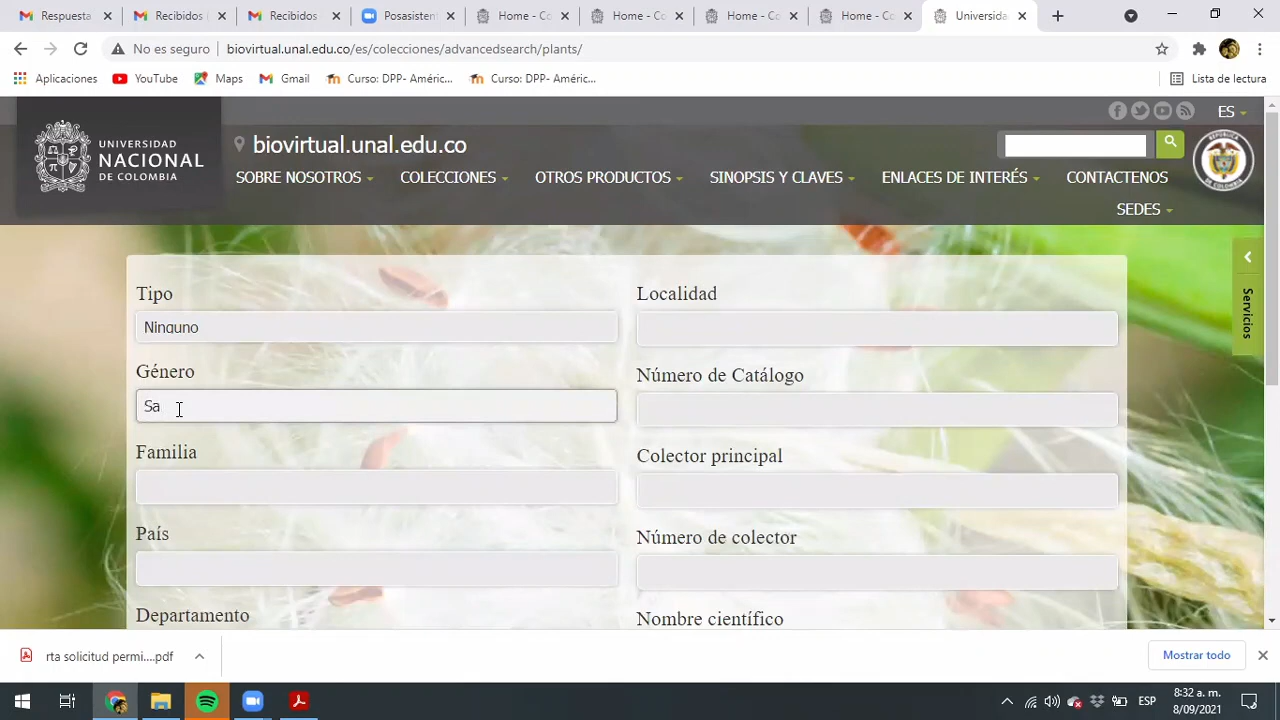 Respuesta
Recibidos
Recibidos
Posasisten
Home - Co
Home - Co
Home - Co
Home - Co
Universida
No es seguro
biovirtual.unal.edu.co/es/colecciones/advancedsearch/plants/
Aplicaciones
YouTube
Maps
Gmail
Curso: DPP- Améric...
Curso: DPP- Améric...
Lista de lectura
UNIVERSIDAD
NACIONAL
DE COLOMBIA
biovirtual.unal.edu.co
ES
SOBRE NOSOTROS
COLECCIONES
OTROS PRODUCTOS
SINOPSIS Y CLAVES
ENLACES DE INTERÉS
CONTACTENOS
SEDES
Servicios
Tipo
Ninguno
Género
Sa
Familia
País
Departamento
Localidad
Número de Catálogo
Colector principal
Número de colector
Nombre científico
rta solicitud permi....pdf
Mostrar todo
ESP
8:32 a. m.
8/09/2021